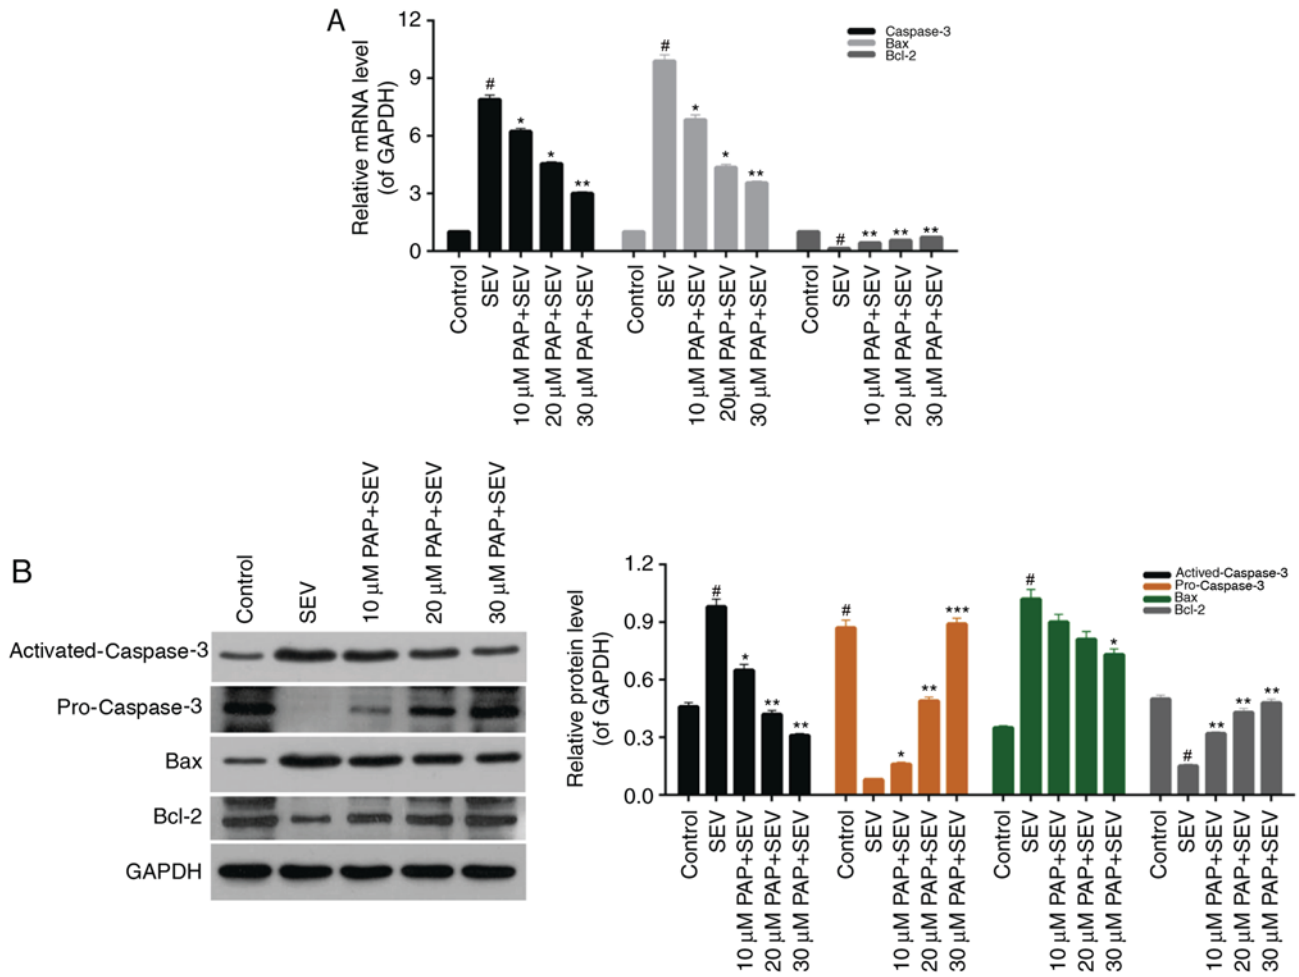 A
12
9
6
3
0
Relative mRNA level
(of GAPDH)
#
*
*
**
#
*
*
**
#
**
**
**
Caspase-3
Bax
Bcl-2
Control
SEV
10 µM PAP+SEV
20 µM PAP+SEV
30 µM PAP+SEV
Control
SEV
10 µM PAP+SEV
20µM PAP+SEV
30 µM PAP+SEV
Control
SEV
10 µM PAP+SEV
20 µM PAP+SEV
30 µM PAP+SEV
B
Control
SEV
10 µM PAP+SEV
20 µM PAP+SEV
30 µM PAP+SEV
Activated-Caspase-3
Pro-Caspase-3
Bax
Bcl-2
GAPDH
1.2
0.9
0.6
0.3
0.0
Relative protein level
(of GAPDH)
#
*
**
**
#
*
**
***
#
*
#
**
**
**
Actived-Caspase-3
Pro-Caspase-3
Bax
Bcl-2
Control
SEV
10 µM PAP+SEV
20 µM PAP+SEV
30 µM PAP+SEV
Control
SEV
10 µM PAP+SEV
20 µM PAP+SEV
30 µM PAP+SEV
Control
SEV
10 µM PAP+SEV
20 µM PAP+SEV
30 µM PAP+SEV
Control
SEV
10 µM PAP+SEV
20 µM PAP+SEV
30 µM PAP+SEV